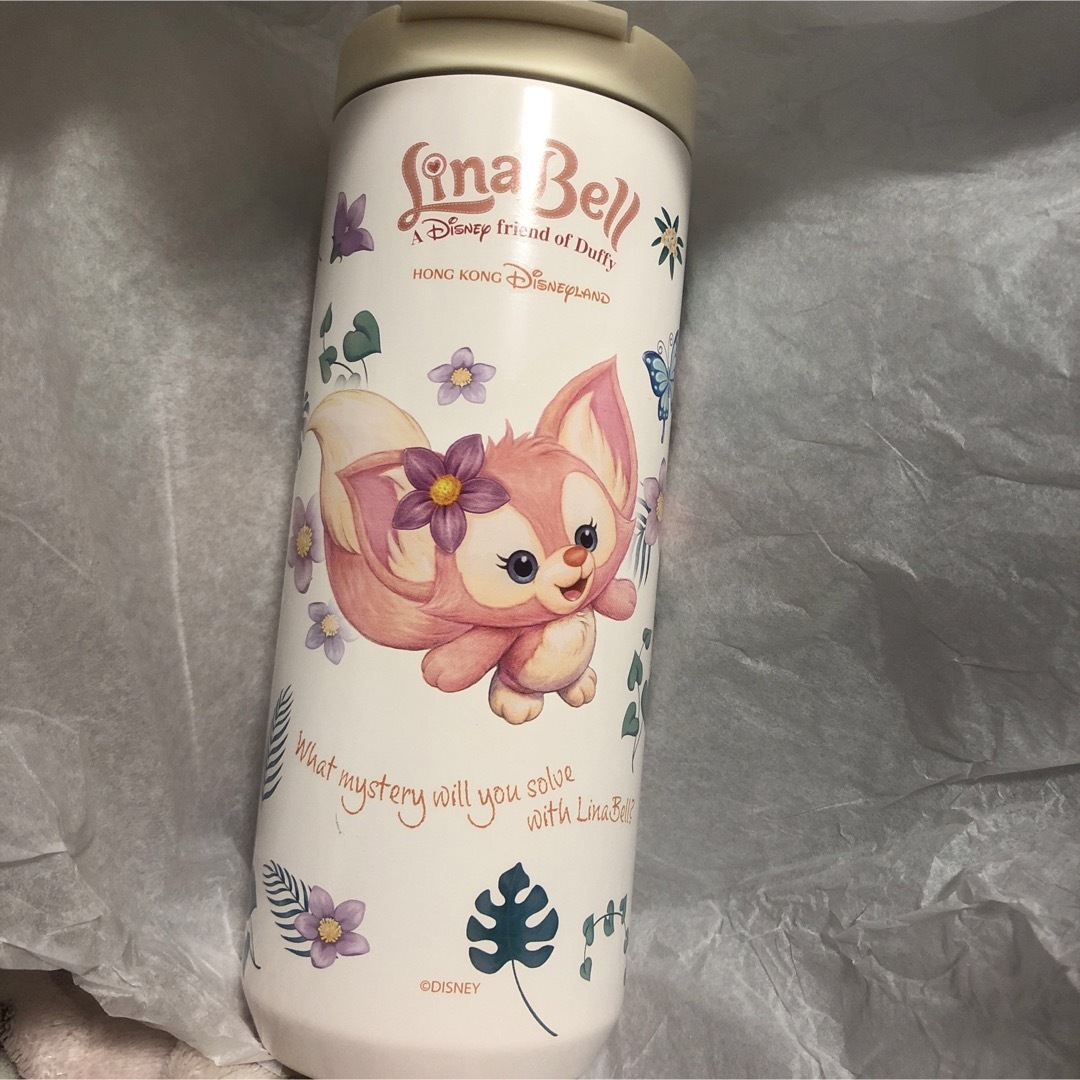 LinaBell
A Disney friend of Duffy
HONG KONG Disneyland
What mystery will you solve
with LinaBell?
©DISNEY